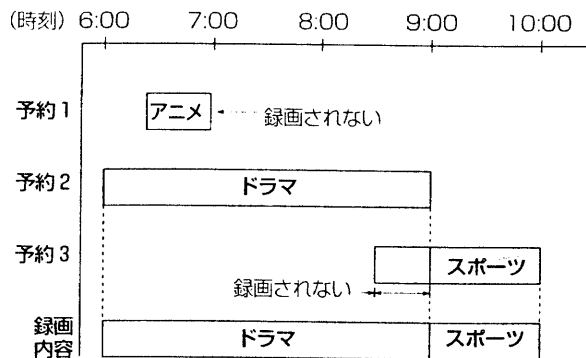 (時刻) 6:00 7:00 8:00 9:00 10:00
予約1 アニメ 録画されない
予約2 ドラマ
予約3 スポーツ
録画されない
録画 ドラマ スポーツ
内容